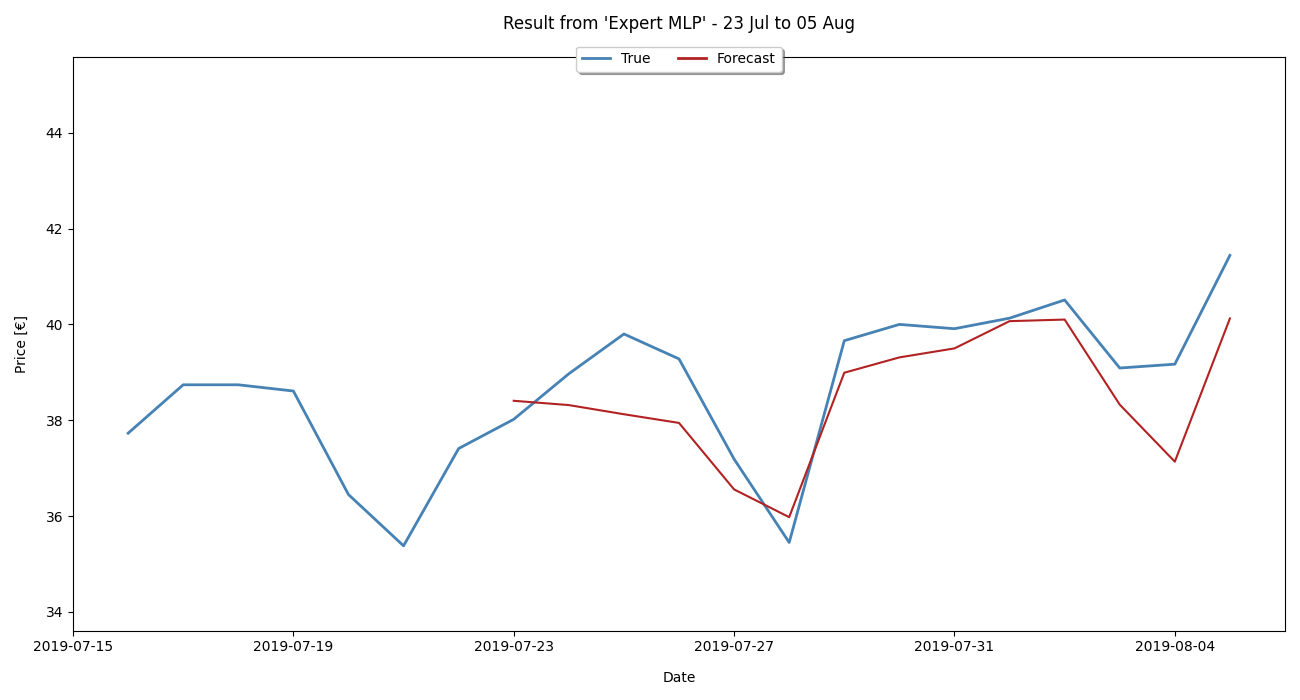 Result from 'Expert MLP' - 23 Jul to 05 Aug
True Forecast
44
42
40
38
36
34
Price [€]
2019-07-15 2019-07-19 2019-07-23 2019-07-27 2019-07-31 2019-08-04
Date